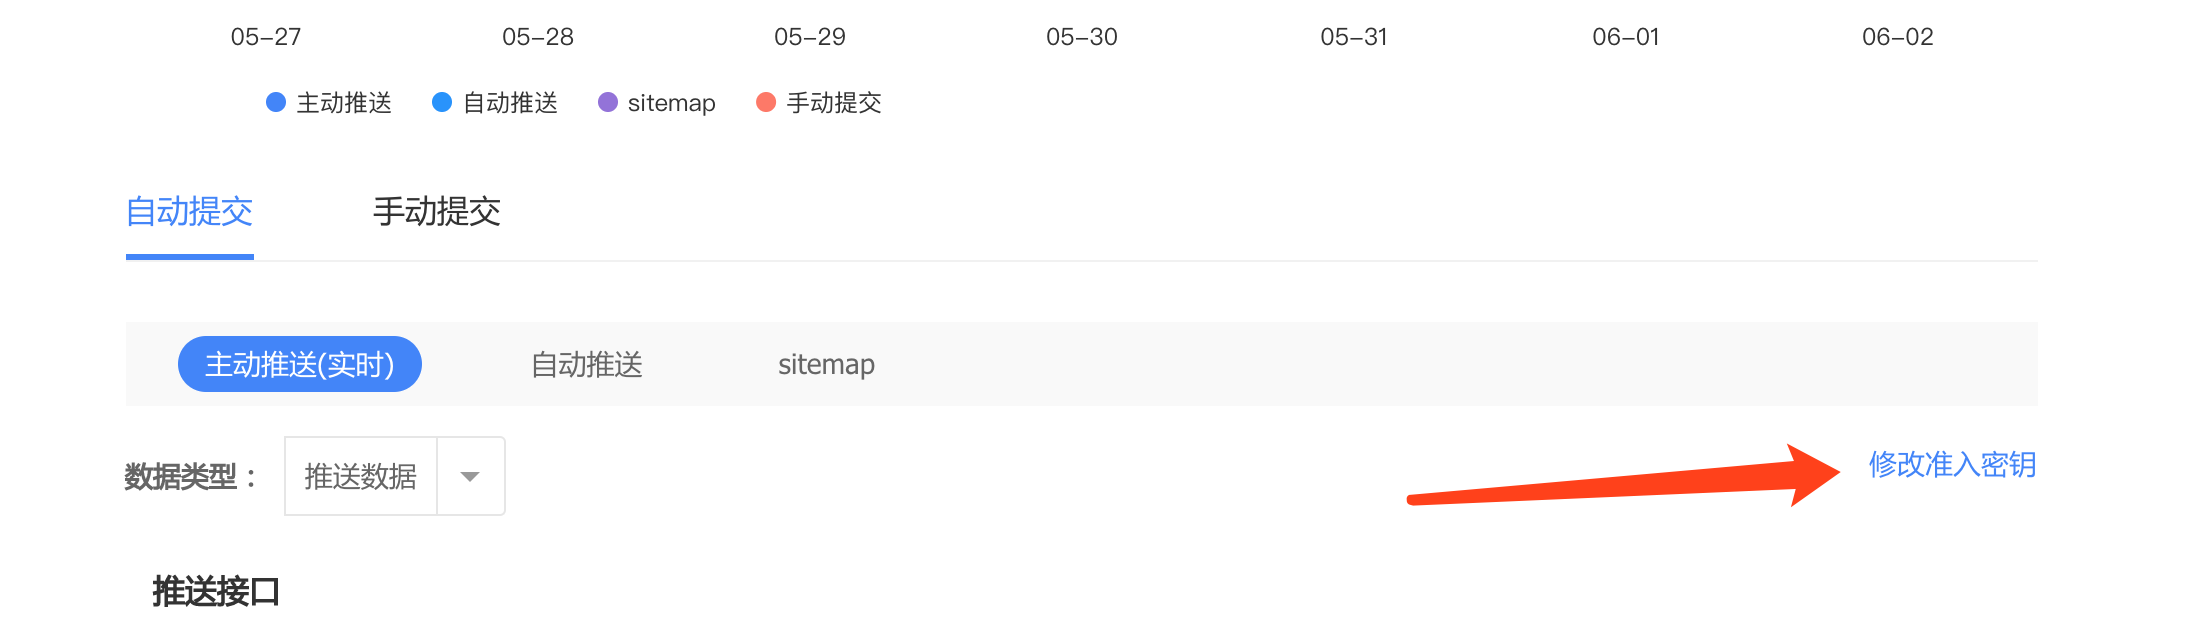 05-27 05-28 05-29 05-30 05-31 06-01 06-02
主动推送 自动推送 sitemap 手动提交
自动提交 手动提交
主动推送(实时) 自动推送 sitemap
数据类型： 推送数据 修改准入密钥
推送接口